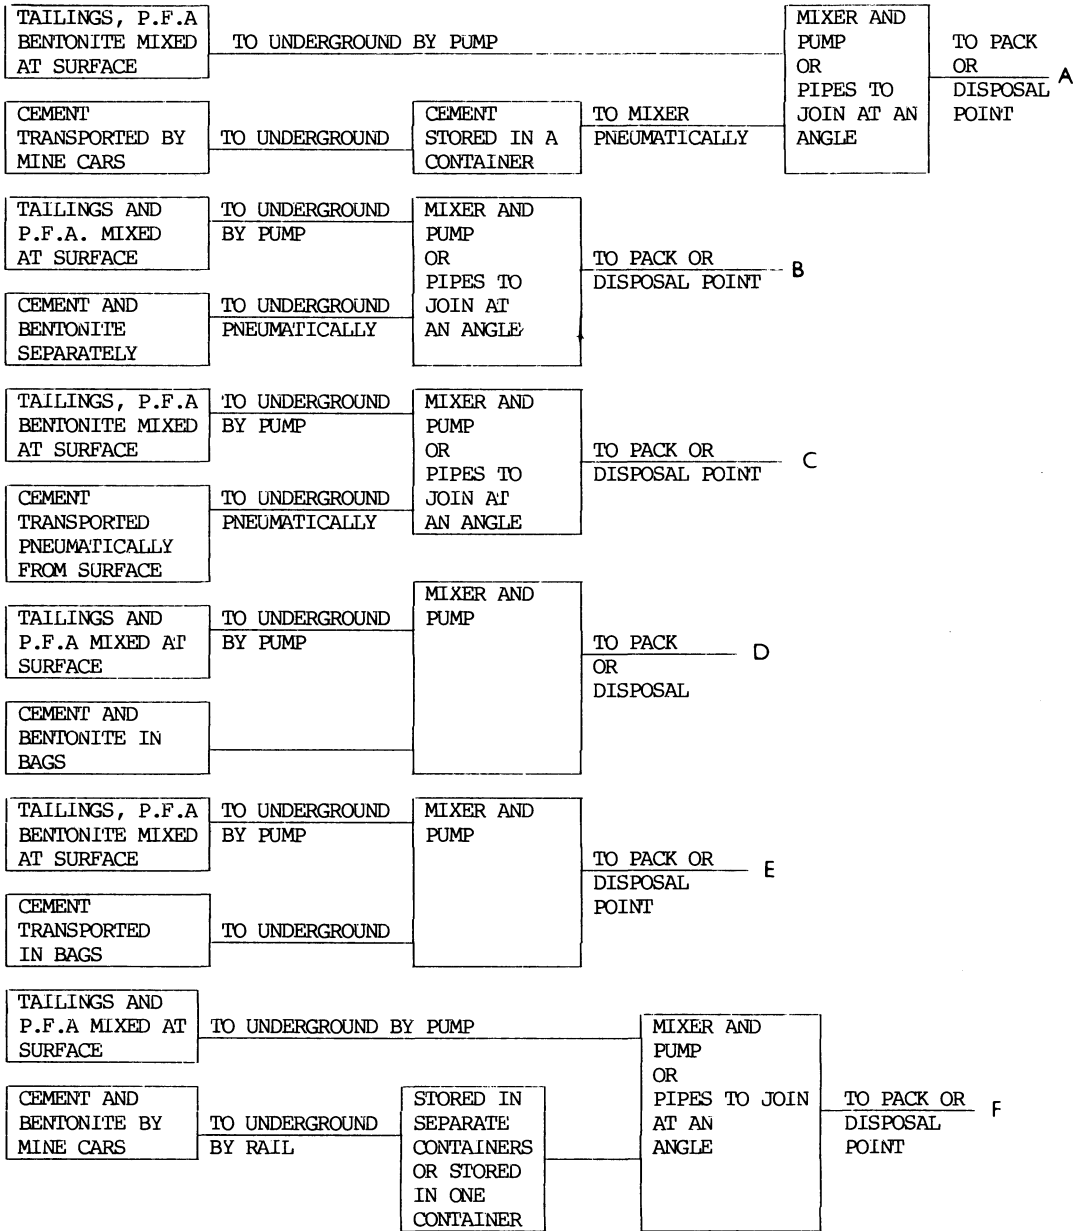 TAILINGS, P.F.A
BENTONITE MIXED
AT SURFACE
TO UNDERGROUND BY PUMP
MIXER AND
PUMP
OR
PIPES TO
JOIN AT AN
ANGLE
TO PACK
OR
DISPOSAL
POINT
A
CEMENT
TRANSPORTED BY
MINE CARS
TO UNDERGROUND
CEMENT
STORED IN A
CONTAINER
TO MIXER
PNEUMATICALLY
TAILINGS AND
P.F.A. MIXED
AT SURFACE
TO UNDERGROUND
BY PUMP
MIXER AND
PUMP
OR
PIPES TO
JOIN AT
AN ANGLE
TO PACK OR
DISPOSAL POINT
B
CEMENT AND
BENTONITE
SEPARATELY
TO UNDERGROUND
PNEUMATICALLY
TAILINGS, P.F.A
BENTONITE MIXED
AT SURFACE
TO UNDERGROUND
BY PUMP
MIXER AND
PUMP
OR
PIPES TO
JOIN AT
AN ANGLE
TO PACK OR
DISPOSAL POINT
C
CEMENT
TRANSPORTED
PNEUMATICALLY
FROM SURFACE
TO UNDERGROUND
PNEUMATICALLY
TAILINGS AND
P.F.A MIXED AT
SURFACE
TO UNDERGROUND
BY PUMP
MIXER AND
PUMP
TO PACK
OR
DISPOSAL
D
CEMENT AND
BENTONITE IN
BAGS
TAILINGS, P.F.A
BENTONITE MIXED
AT SURFACE
TO UNDERGROUND
BY PUMP
MIXER AND
PUMP
TO PACK OR
DISPOSAL
POINT
E
CEMENT
TRANSPORTED
IN BAGS
TO UNDERGROUND
TAILINGS AND
P.F.A MIXED AT
SURFACE
TO UNDERGROUND BY PUMP
MIXER AND
PUMP
OR
PIPES TO JOIN
AT AN
ANGLE
TO PACK OR
DISPOSAL
POINT
F
CEMENT AND
BENTONITE BY
MINE CARS
TO UNDERGROUND
BY RAIL
STORED IN
SEPARATE
CONTAINERS
OR STORED
IN ONE
CONTAINER